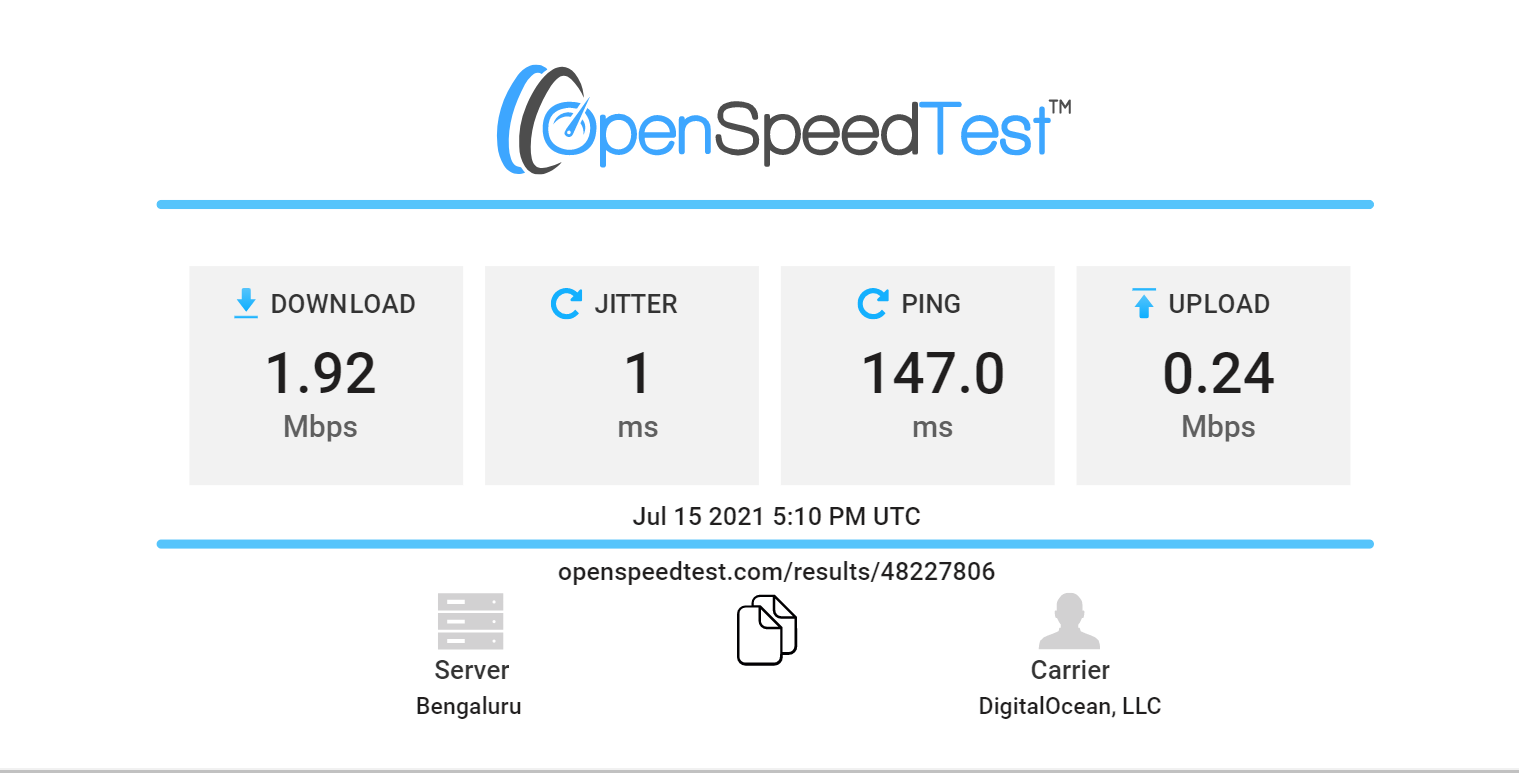 OpenSpeedTest™
DOWNLOAD
1.92
Mbps
JITTER
1
ms
PING
147.0
ms
UPLOAD
0.24
Mbps
Jul 15 2021 5:10 PM UTC
openspeedtest.com/results/48227806
Server
Bengaluru
Carrier
DigitalOcean, LLC